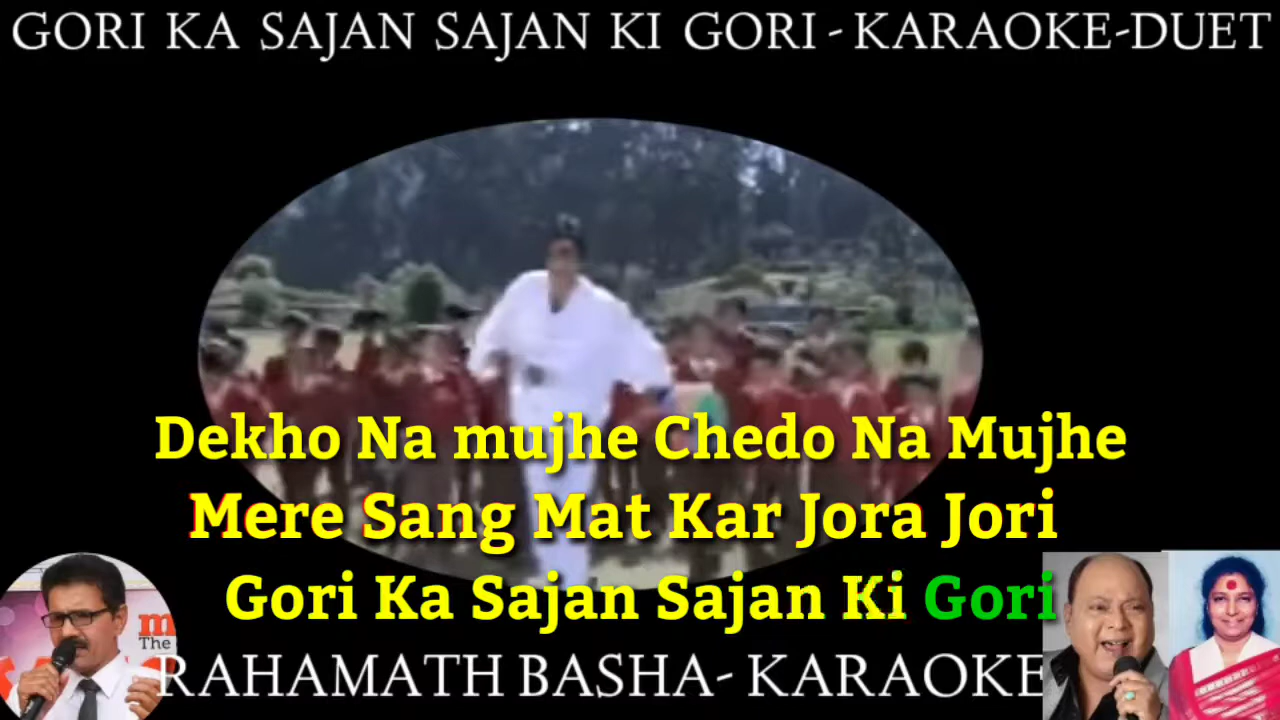 GORI KA SAJAN SAJAN KI GORI - KARAOKE-DUET
Dekho Na mujhe Chedo Na Mujhe
Mere Sang Mat Kar Jora Jori
Gori Ka Sajan Sajan Ki Gori
m
The
RAHAMATH BASHA- KARAOKE